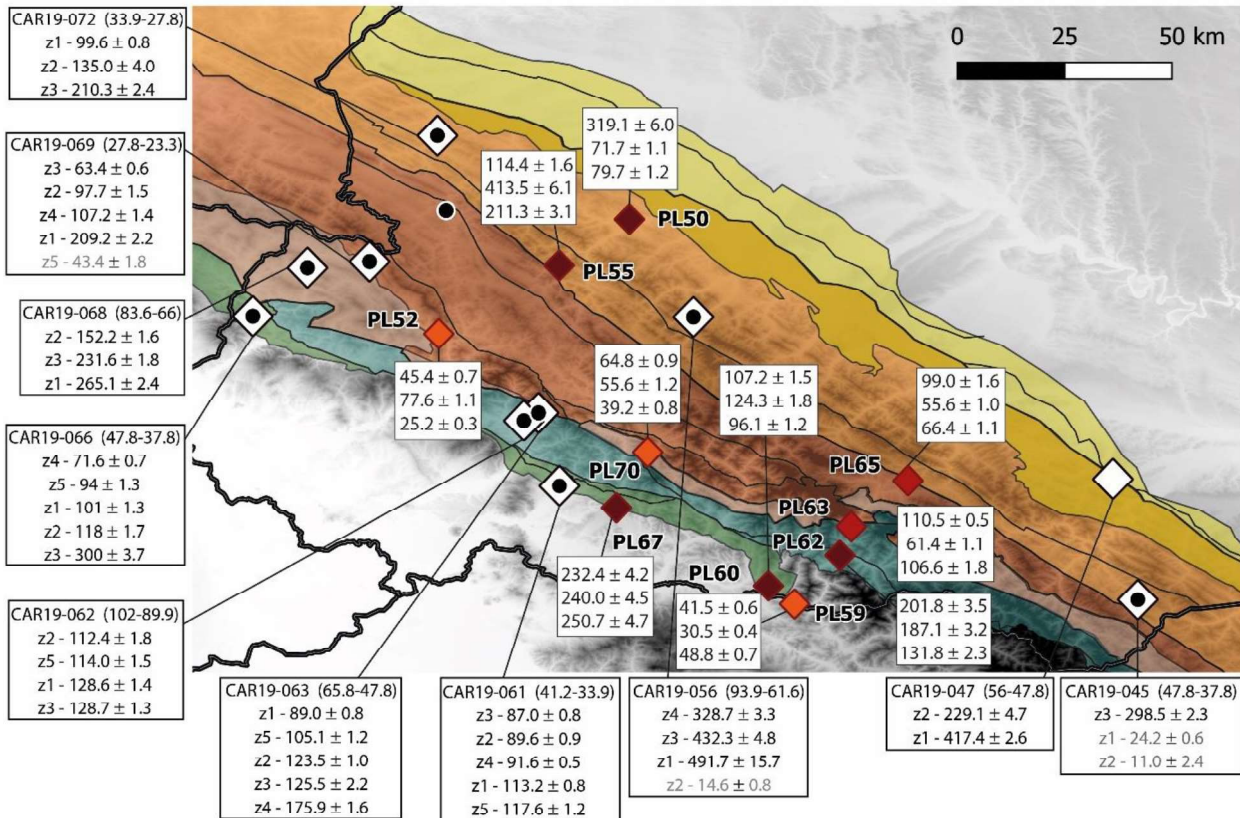 CAR19-072 (33.9-27.8)
z1 - 99.6 ± 0.8
z2 - 135.0 ± 4.0
z3 - 210.3 ± 2.4
CAR19-069 (27.8-23.3)
z3 - 63.4 ± 0.6
z2 - 97.7 ± 1.5
z4 - 107.2 ± 1.4
z1 - 209.2 ± 2.2
z5 - 43.4 ± 1.8
CAR19-068 (83.6-66)
z2 - 152.2 ± 1.6
z3 - 231.6 ± 1.8
z1 - 265.1 ± 2.4
CAR19-066 (47.8-37.8)
z4 - 71.6 ± 0.7
z5 - 94 ± 1.3
z1 - 101 ± 1.3
z2 - 118 ± 1.7
z3 - 300 ± 3.7
CAR19-062 (102-89.9)
z2 - 112.4 ± 1.8
z5 - 114.0 ± 1.5
z1 - 128.6 ± 1.4
z3 - 128.7 ± 1.3
0 25 50 km
319.1 ± 6.0
71.7 ± 1.1
79.7 ± 1.2
PL50
114.4 ± 1.6
413.5 ± 6.1
211.3 ± 3.1
PL55
PL52
45.4 ± 0.7
77.6 ± 1.1
25.2 ± 0.3
64.8 ± 0.9
55.6 ± 1.2
39.2 ± 0.8
PL70
107.2 ± 1.5
124.3 ± 1.8
96.1 ± 1.2
99.0 ± 1.6
55.6 ± 1.0
66.4 ± 1.1
PL65
PL63
110.5 ± 0.5
61.4 ± 1.1
106.6 ± 1.8
PL62
201.8 ± 3.5
187.1 ± 3.2
131.8 ± 2.3
PL67
232.4 ± 4.2
240.0 ± 4.5
250.7 ± 4.7
PL60
PL59
41.5 ± 0.6
30.5 ± 0.4
48.8 ± 0.7
CAR19-063 (65.8-47.8)
z1 - 89.0 ± 0.8
z5 - 105.1 ± 1.2
z2 - 123.5 ± 1.0
z3 - 125.5 ± 2.2
z4 - 175.9 ± 1.6
CAR19-061 (41.2-33.9)
z3 - 87.0 ± 0.8
z2 - 89.6 ± 0.9
z4 - 91.6 ± 0.5
z1 - 113.2 ± 0.8
z5 - 117.6 ± 1.2
CAR19-056 (93.9-61.6)
z4 - 328.7 ± 3.3
z3 - 432.3 ± 4.8
z1 - 491.7 ± 15.7
z2 - 14.6 ± 0.8
CAR19-047 (56-47.8)
z2 - 229.1 ± 4.7
z1 - 417.4 ± 2.6
CAR19-045 (47.8-37.8)
z3 - 298.5 ± 2.3
z1 - 24.2 ± 0.6
z2 - 11.0 ± 2.4